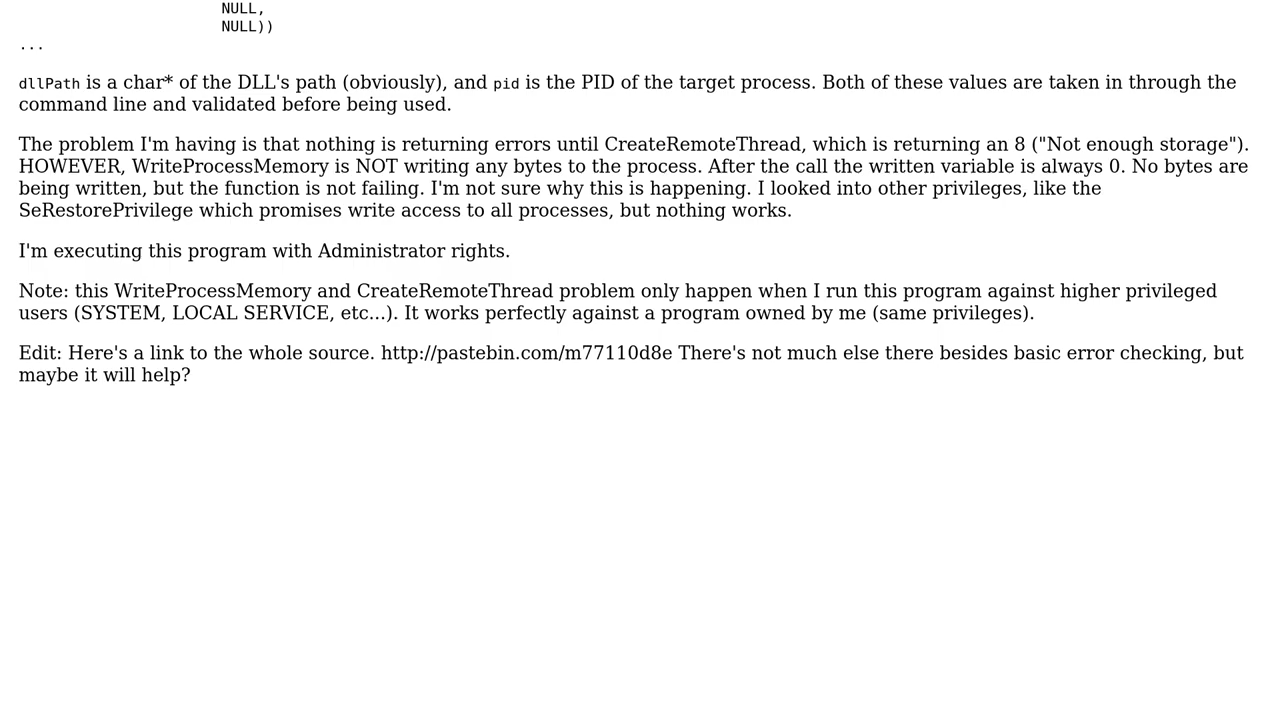 NULL,
NULL))
...
dllPath is a char* of the DLL's path (obviously), and pid is the PID of the target process. Both of these values are taken in through the
command line and validated before being used.
The problem I'm having is that nothing is returning errors until CreateRemoteThread, which is returning an 8 ("Not enough storage").
HOWEVER, WriteProcessMemory is NOT writing any bytes to the process. After the call the written variable is always 0. No bytes are
being written, but the function is not failing. I'm not sure why this is happening. I looked into other privileges, like the
SeRestorePrivilege which promises write access to all processes, but nothing works.
I'm executing this program with Administrator rights.
Note: this WriteProcessMemory and CreateRemoteThread problem only happen when I run this program against higher privileged
users (SYSTEM, LOCAL SERVICE, etc...). It works perfectly against a program owned by me (same privileges).
Edit: Here's a link to the whole source. http://pastebin.com/m77110d8e There's not much else there besides basic error checking, but
maybe it will help?